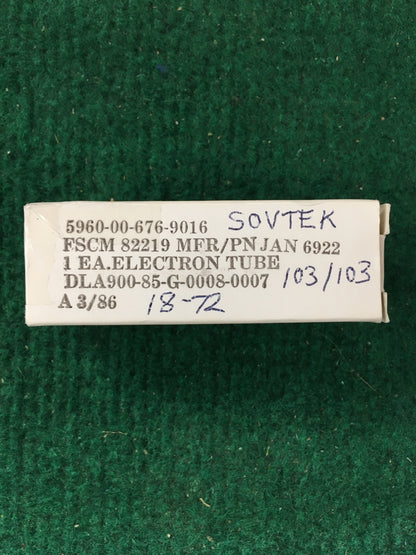 5960-00-676-9016 SOVTEK
FSCM 82219 MFR/PN JAN 6922
1 EA.ELECTRON TUBE
DLA900-85-G-0008-0007 103/103
A 3/86 18-72